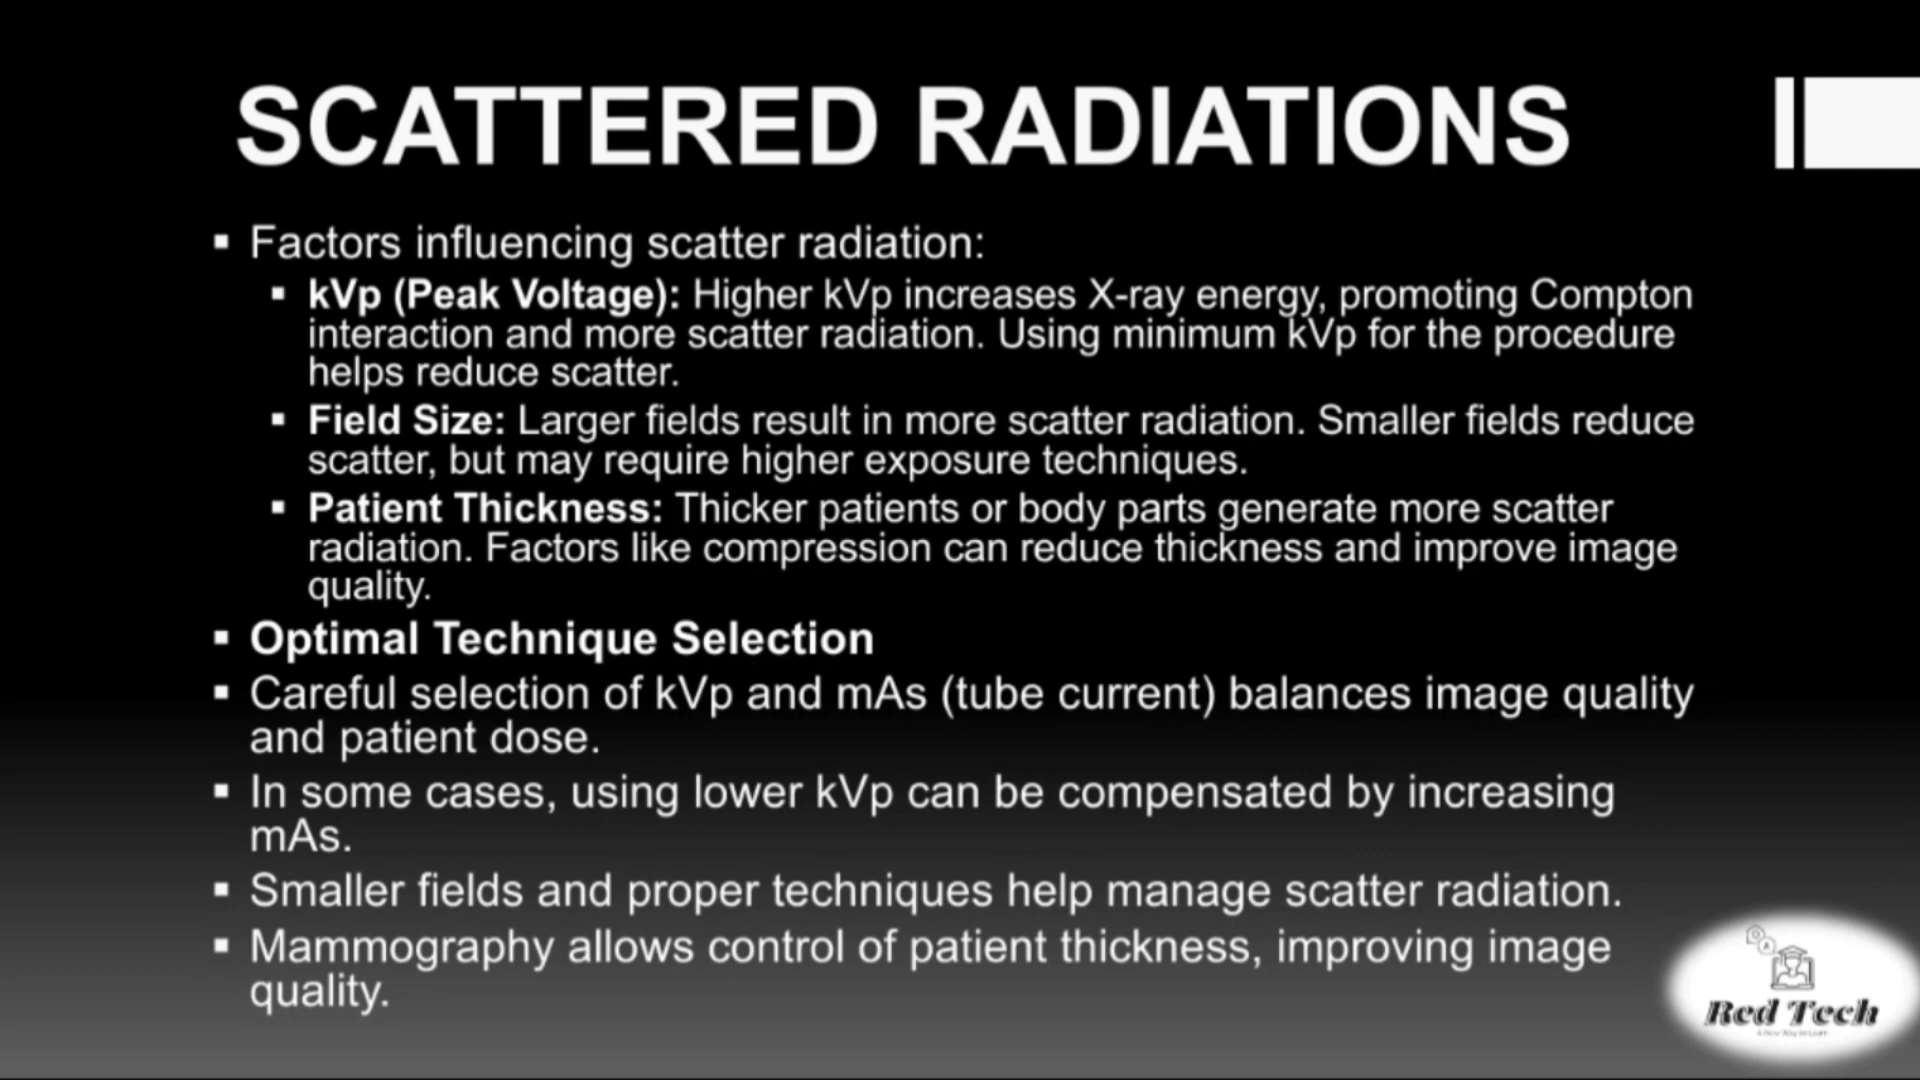 SCATTERED RADIATIONS
▪ Factors influencing scatter radiation:
▪ kVp (Peak Voltage): Higher kVp increases X-ray energy, promoting Compton
interaction and more scatter radiation. Using minimum kVp for the procedure
helps reduce scatter.
▪ Field Size: Larger fields result in more scatter radiation. Smaller fields reduce
scatter, but may require higher exposure techniques.
▪ Patient Thickness: Thicker patients or body parts generate more scatter
radiation. Factors like compression can reduce thickness and improve image
quality.
▪ Optimal Technique Selection
▪ Careful selection of kVp and mAs (tube current) balances image quality
and patient dose.
▪ In some cases, using lower kVp can be compensated by increasing
mAs.
▪ Smaller fields and proper techniques help manage scatter radiation.
▪ Mammography allows control of patient thickness, improving image
quality.
Red Tech